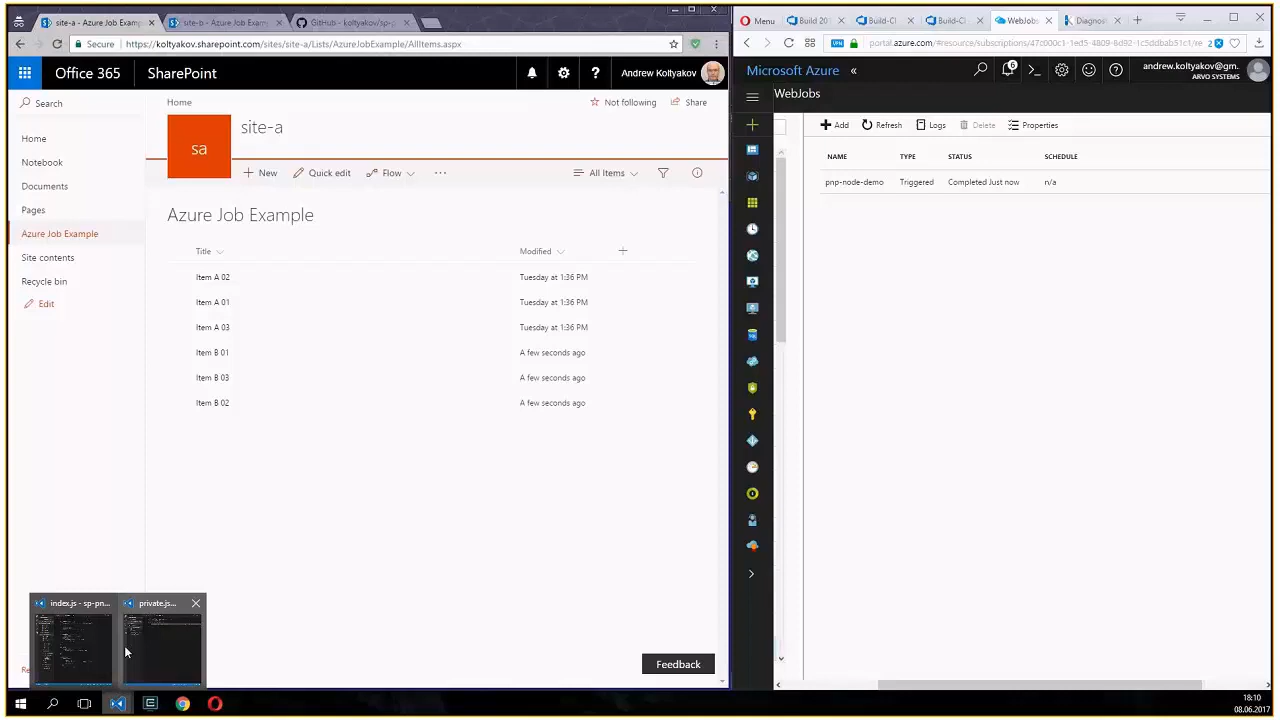 site-a - Azure Job Example
site-b - Azure Job Exam
GitHub - koltyakov/sp-p
Secure
https://koltyakov.sharepoint.com/sites/site-a/Lists/AzureJobExample/AllItems.aspx
Office 365
SharePoint
Andrew Koltyakov
Search
Home
Notebook
Documents
Pages
Azure Job Example
Site contents
Recycle bin
Edit
Home
Not following
Share
sa
site-a
New
Quick edit
Flow
All Items
Azure Job Example
Title
Modified
Item A 02
Tuesday at 1:36 PM
Item A 01
Tuesday at 1:36 PM
Item A 03
Tuesday at 1:36 PM
Item B 01
A few seconds ago
Item B 03
A few seconds ago
Item B 02
A few seconds ago
Feedback
index.js - sp-pn...
private.js...
Menu
Build 20
Build-CI
Build-CI
WebJobs
Diagnos
VPN
2
Microsoft Azure
«
6
andrew.koltyakov@gm.
ARVO SYSTEMS
WebJobs
Add
Refresh
Logs
Delete
Properties
NAME
TYPE
STATUS
SCHEDULE
pnp-node-demo
Triggered
Completed Just now
n/a
18:10
08.06.2017